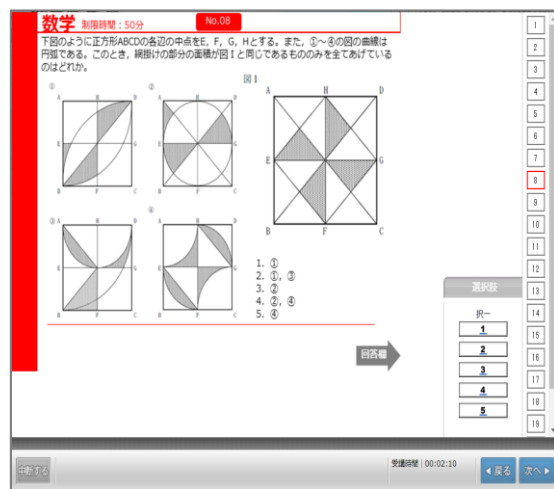 数学 制限時間：50分 No.08
下図のように正方形ABCDの各辺の中点をE, F, G, Hとする。また, ①～④の図の曲線は
円弧である。このとき, 網掛けの部分の面積が図Ⅰと同じであるもののみを全てあげている
のはどれか。
図Ⅰ
①
A H D
E G
B F C
②
A H D
E G
B F C
A H D
E G
B F C
③
A H D
E G
B F C
④
A H D
E G
B F C
1. ①
2. ①, ③
3. ②
4. ②, ④
5. ④
回答欄
選択肢
択一
1
2
3
4
5
1
2
3
4
5
6
7
8
9
10
11
12
13
14
15
16
17
18
19
中断する
受講時間 | 00:02:10
戻る
次へ